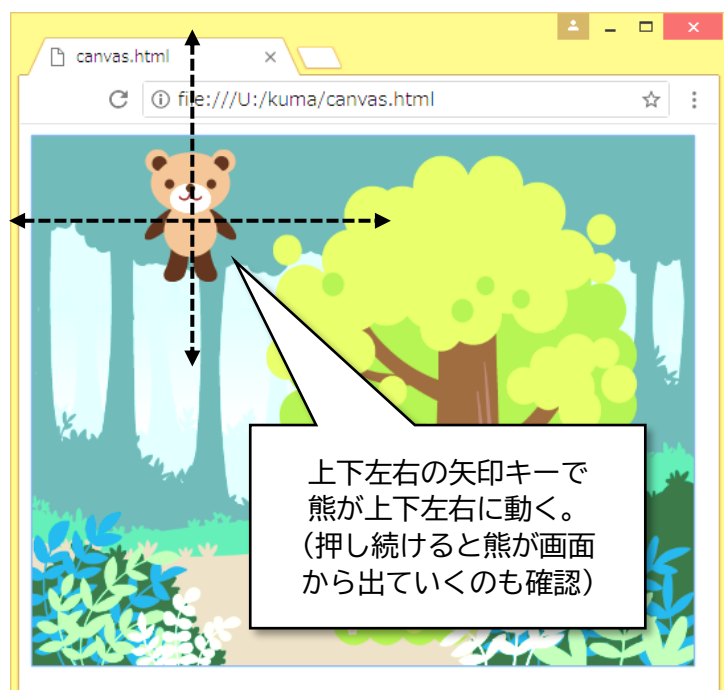 canvas.html
file:///U:/kuma/canvas.html
上下左右の矢印キーで
熊が上下左右に動く。
（押し続けると熊が画面
から出ていくのも確認）